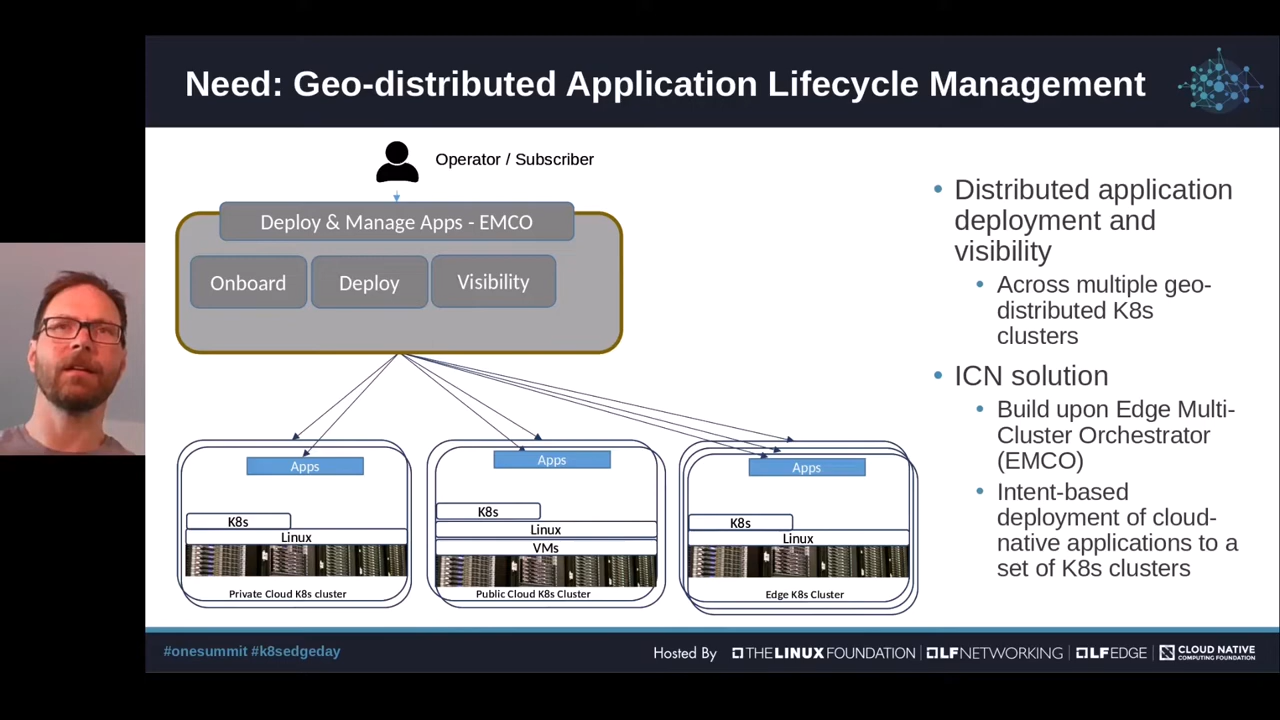 Need: Geo-distributed Application Lifecycle Management
Operator / Subscriber
Deploy & Manage Apps - EMCO
Onboard
Deploy
Visibility
Apps
K8s
Linux
Private Cloud K8s cluster
Apps
K8s
Linux
VMs
Public Cloud K8s Cluster
Apps
K8s
Linux
Edge K8s Cluster
• Distributed application
deployment and
visibility
• Across multiple geo-
distributed K8s
clusters
• ICN solution
• Build upon Edge Multi-
Cluster Orchestrator
(EMCO)
• Intent-based
deployment of cloud-
native applications to a
set of K8s clusters
#onesummit #k8sedgeday
Hosted By
THE LINUX FOUNDATION
LF NETWORKING
LF EDGE
CLOUD NATIVE
COMPUTING FOUNDATION